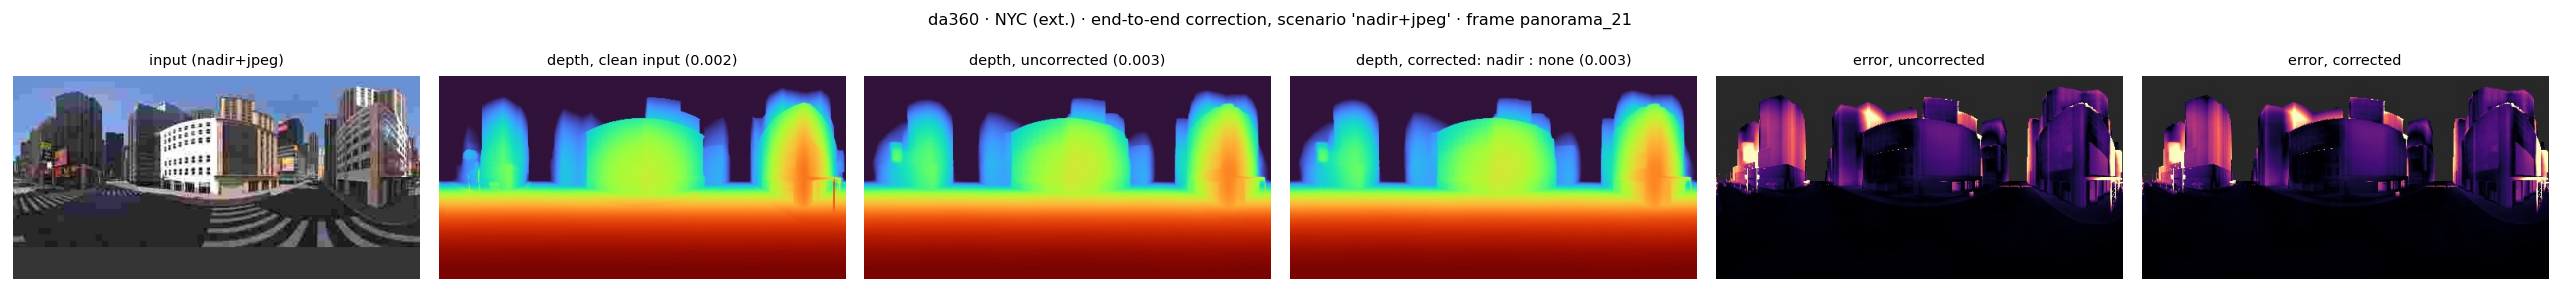 da360 · NYC (ext.) · end-to-end correction, scenario 'nadir+jpeg' · frame panorama_21
input (nadir+jpeg)
depth, clean input (0.002)
depth, uncorrected (0.003)
depth, corrected: nadir : none (0.003)
error, uncorrected
error, corrected